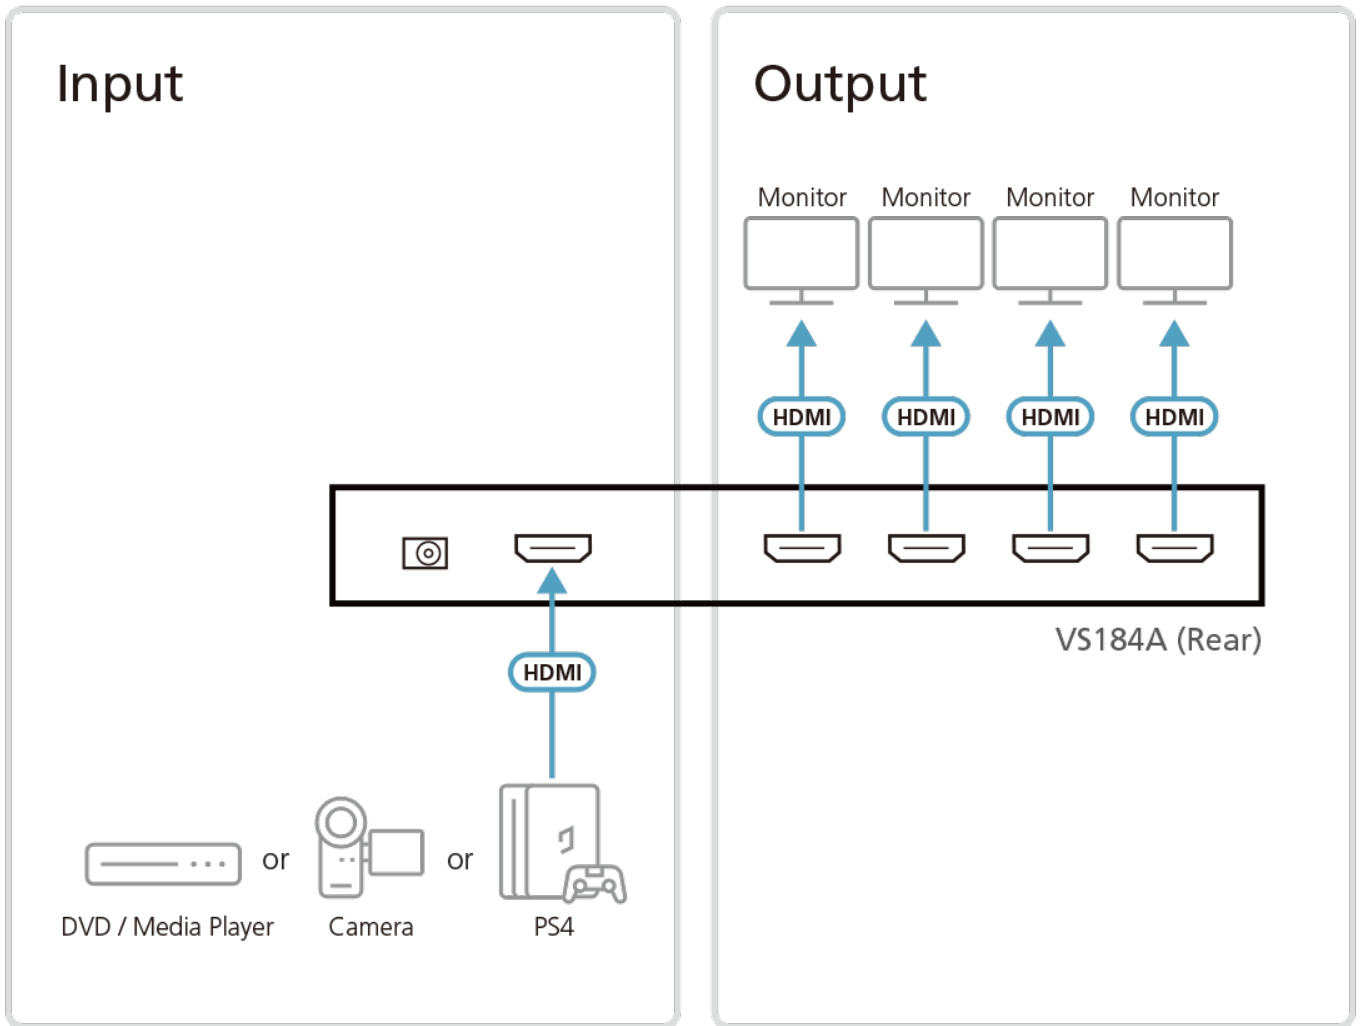 Input
Output
Monitor Monitor Monitor Monitor
HDMI HDMI HDMI HDMI
VS184A (Rear)
HDMI
or or
DVD / Media Player Camera PS4